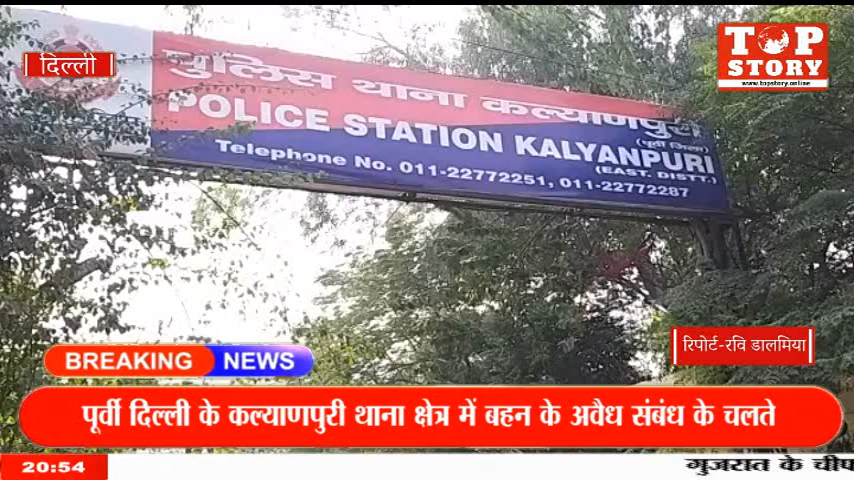 दिल्ली
TOP
STORY
www.topstory.online
पुलिस थाना कल्याणपुरी
(पूर्वी जिला)
POLICE STATION KALYANPURI
(EAST. DISTT.)
Telephone No. 011-22772251, 011-22772287
रिपोर्ट-रवि डालमिया
BREAKING NEWS
पूर्वी दिल्ली के कल्याणपुरी थाना क्षेत्र में बहन के अवैध संबंध के चलते
20:54
गुजरात के चीफ